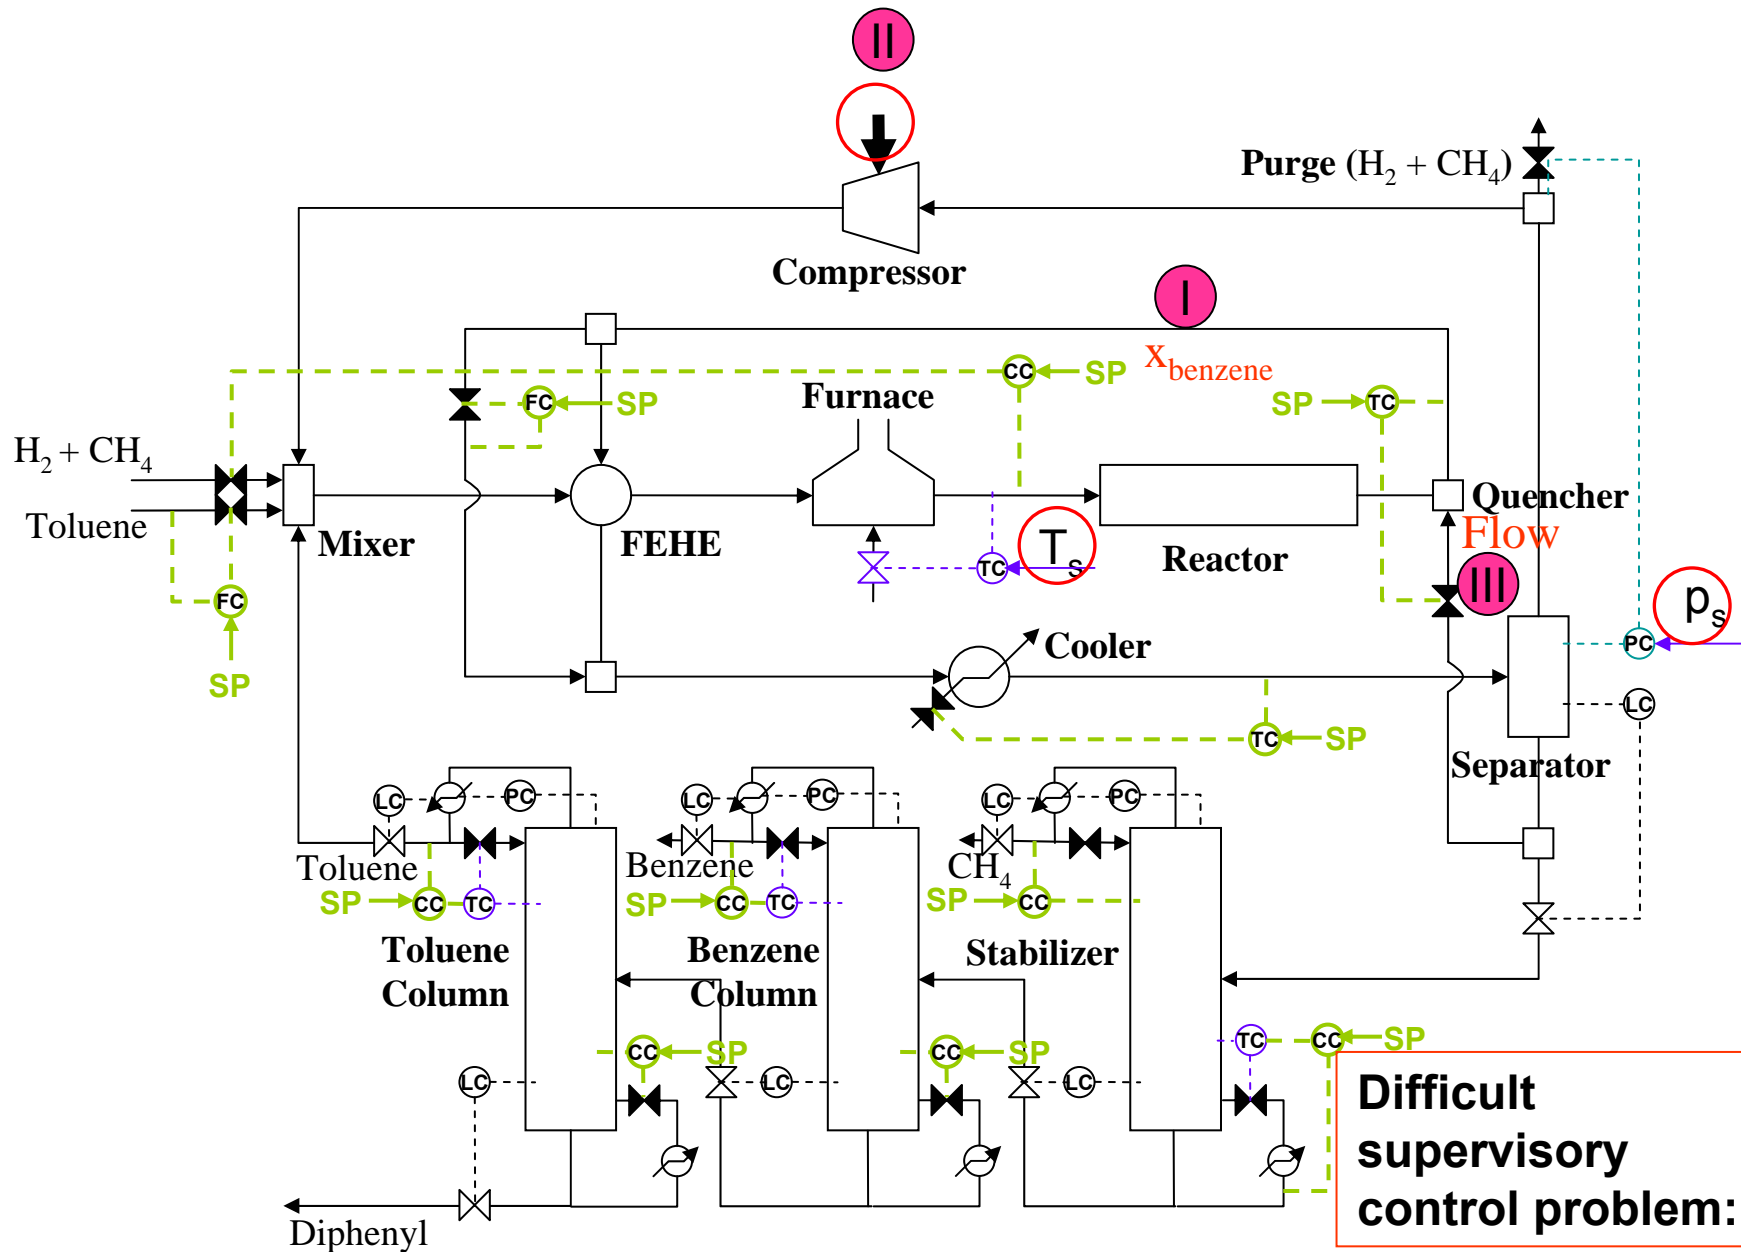 II
Purge (H2 + CH4)
Compressor
I
xbenzene
CC
SP
Furnace
SP
TC
FC
SP
H2 + CH4
Toluene
Mixer
FEHE
TC
Ts
Reactor
Quencher
Flow
III
FC
SP
ps
PC
Cooler
LC
TC
SP
Separator
LC
PC
LC
PC
LC
PC
Toluene
Benzene
CH4
SP
CC
TC
SP
CC
TC
SP
CC
Toluene
Column
Benzene
Column
Stabilizer
CC
SP
CC
SP
TC
CC
SP
LC
LC
LC
Difficult
supervisory
control problem:
Diphenyl